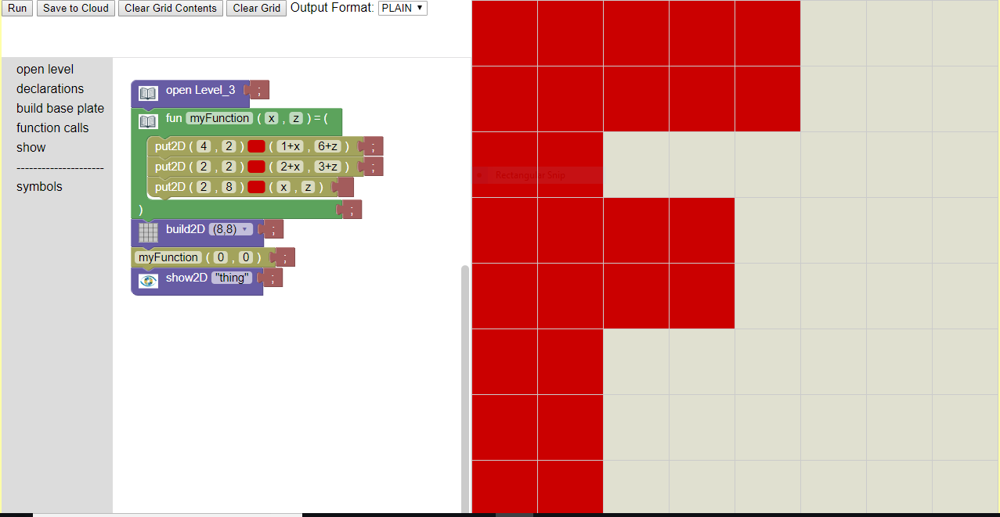 Run Save to Cloud Clear Grid Contents Clear Grid Output Format: PLAIN
open level
declarations
build base plate
function calls
show
---------------------
symbols
open Level_3 ;
fun myFunction ( x , z ) = (
put2D ( 4 , 2 ) ( 1+x , 6+z ) ;
put2D ( 2 , 2 ) ( 2+x , 3+z ) ;
put2D ( 2 , 8 ) ( x , z )
) ;
build2D (8,8) ;
myFunction ( 0 , 0 ) ;
show2D "thing" ;
Rectangular Snip